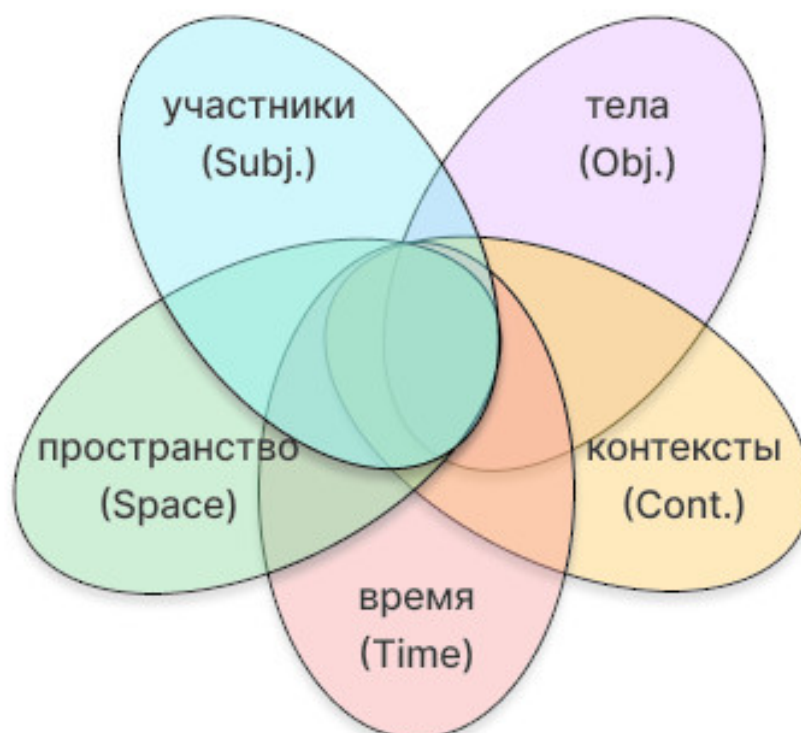 участники
(Subj.)
тела
(Obj.)
пространство
(Space)
контексты
(Cont.)
время
(Time)